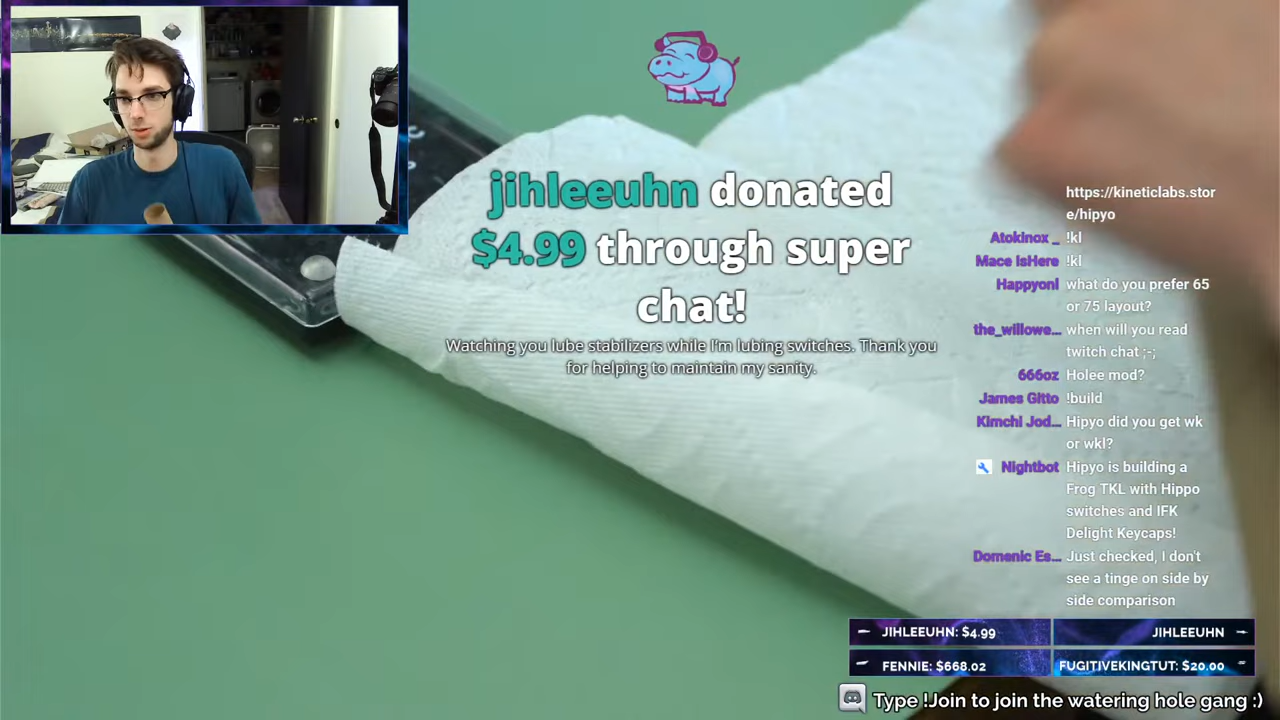 jihleeuhn donated
$4.99 through super
chat!
Watching you lube stabilizers while I'm lubing switches. Thank you
for helping to maintain my sanity.
https://kineticlabs.stor
e/hipyo
Atokinox _ !kl
Mace IsHere !kl
Happyoni what do you prefer 65
or 75 layout?
the_willowe... when will you read
twitch chat ;-;
666oz Holee mod?
James Gitto !build
Kimchi Jod... Hipyo did you get wk
or wkl?
Nightbot Hipyo is building a
Frog TKL with Hippo
switches and IFK
Delight Keycaps!
Domenic Es... Just checked, I don't
see a tinge on side by
side comparison
JIHLEEUHN: $4.99 JIHLEEUHN
FENNIE: $668.02 FUGITIVEKINGTUT: $20.00
Type !Join to join the watering hole gang :)